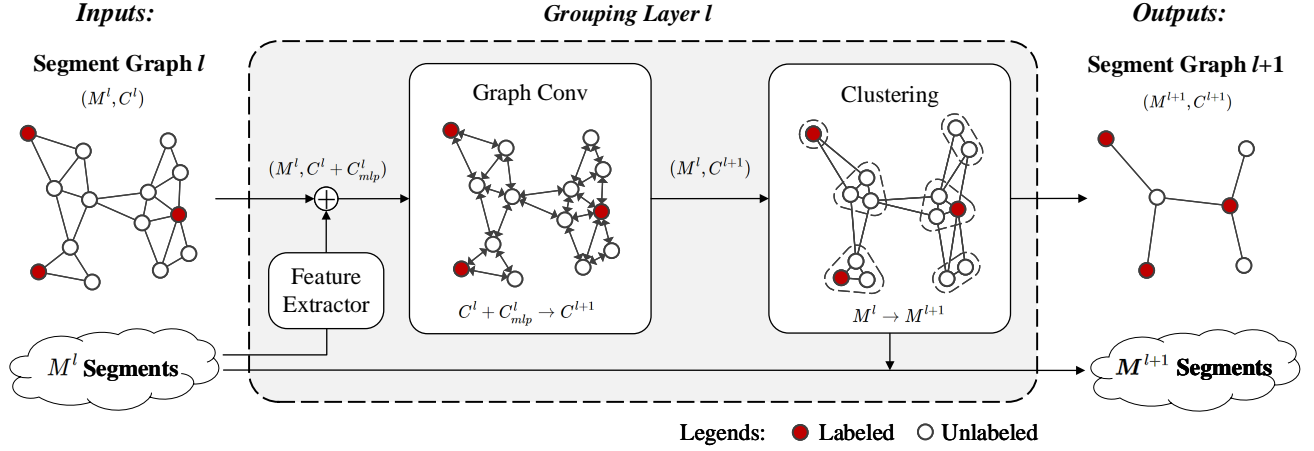 Inputs:
Grouping Layer l
Outputs:
Segment Graph l
(M^l, C^l)
Segment Graph l+1
(M^{l+1}, C^{l+1})
Graph Conv
Clustering
(M^l, C^l + C^l_{mlp})
(M^l, C^{l+1})
Feature
Extractor
C^l + C^l_{mlp} → C^{l+1}
M^l → M^{l+1}
M^l Segments
M^{l+1} Segments
Legends: Labeled Unlabeled